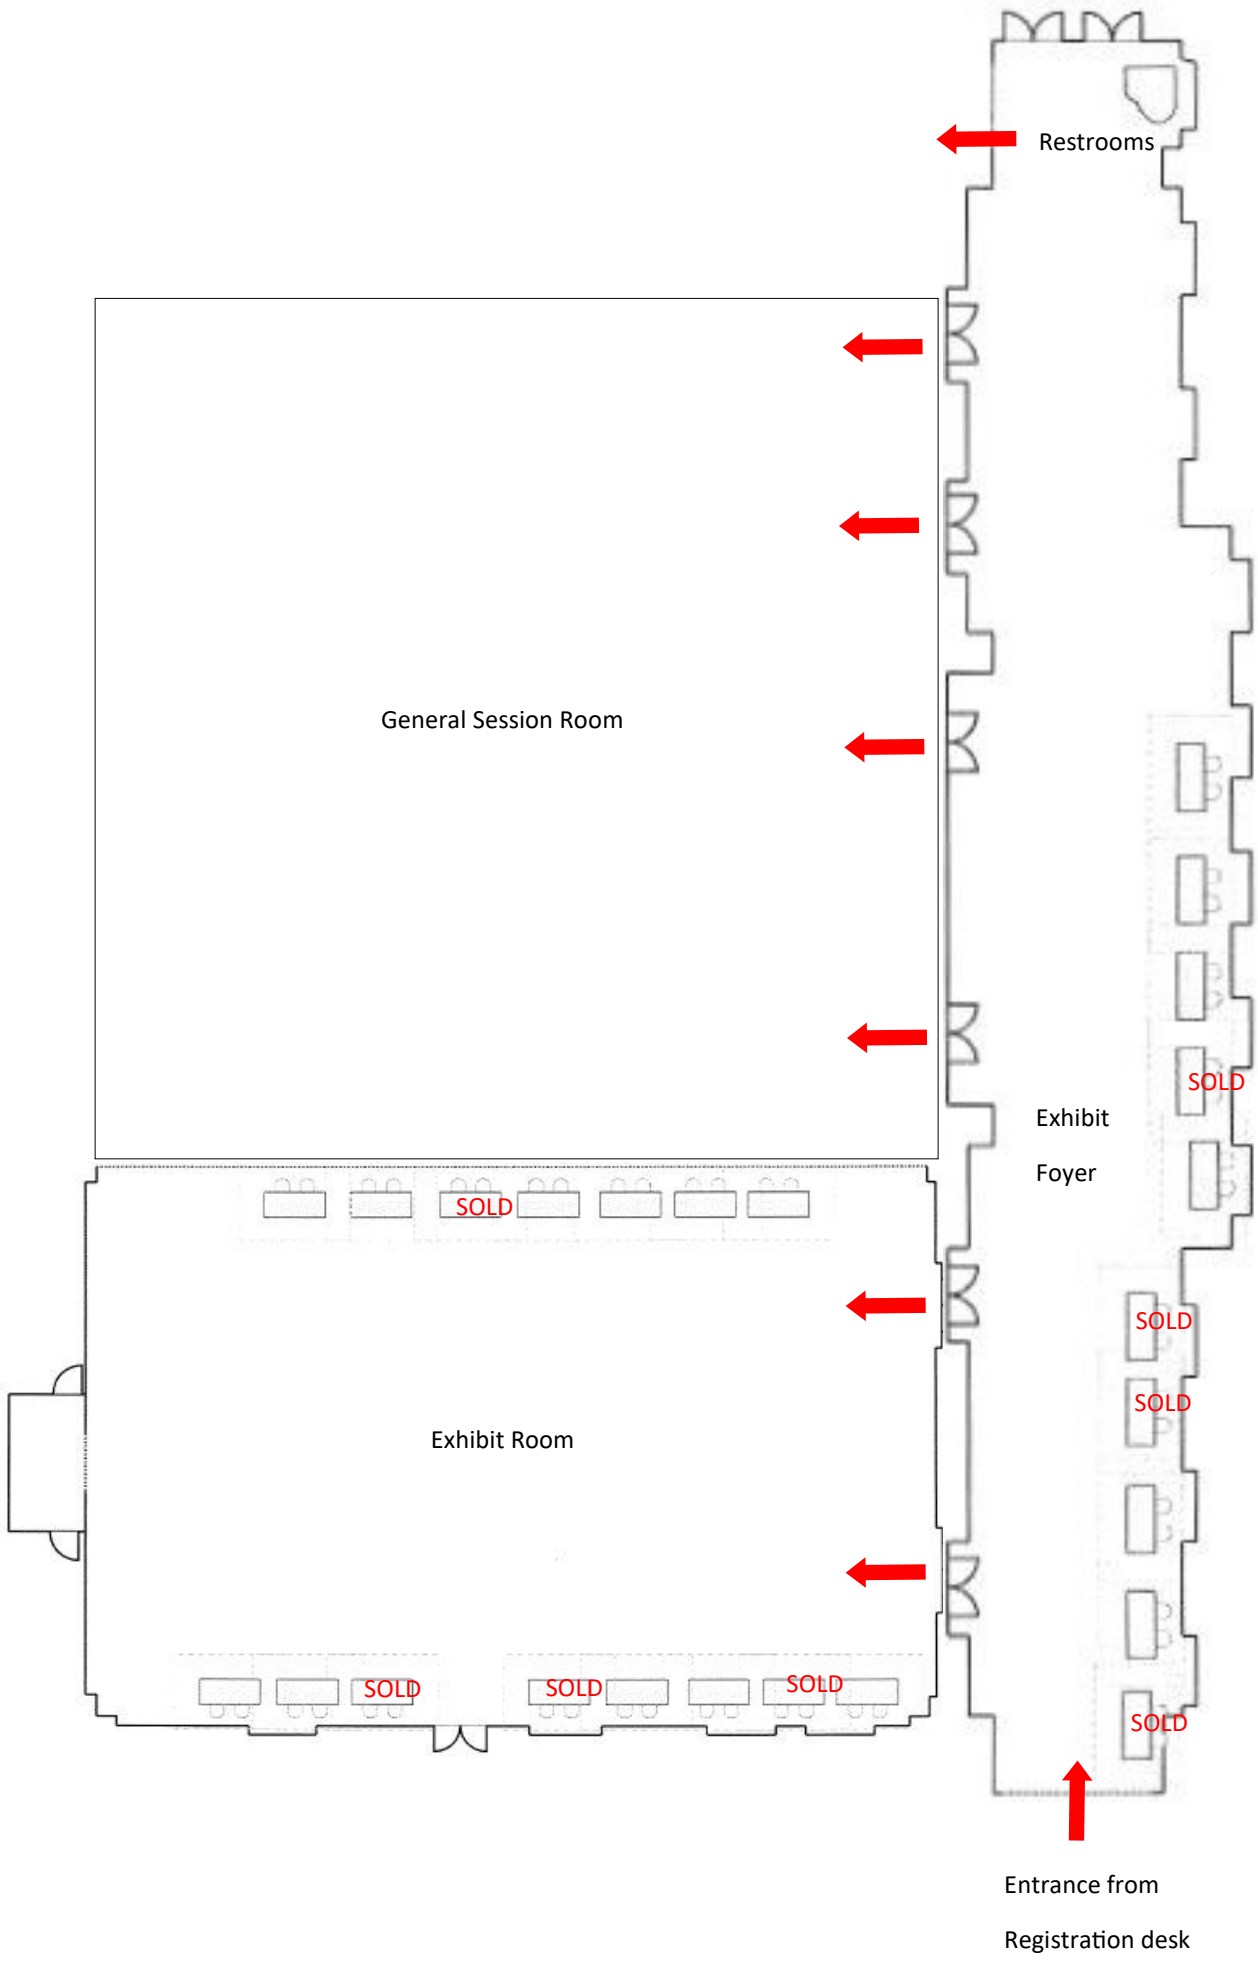 Restrooms
General Session Room
SOLD
Exhibit
Foyer
SOLD
SOLD
SOLD
Exhibit Room
SOLD
SOLD
SOLD
SOLD
Entrance from
Registration desk